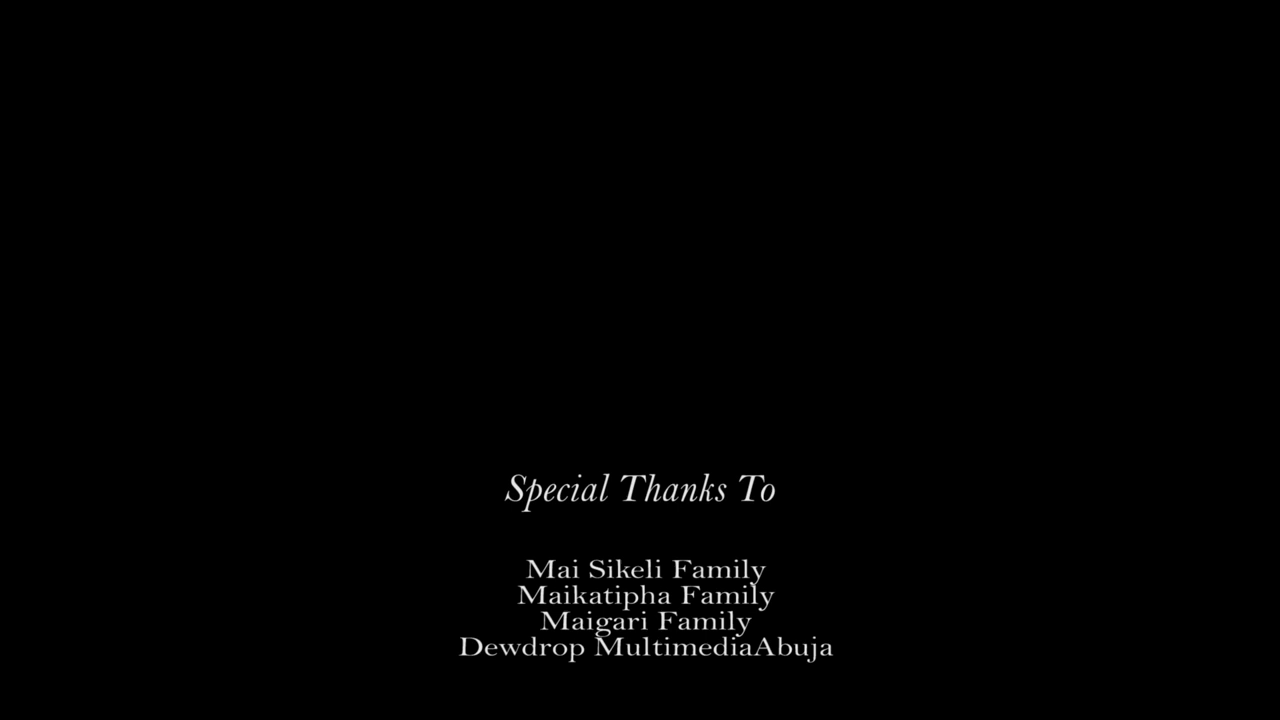 Special Thanks To
Mai Sikeli Family
Maikatipha Family
Maigari Family
Dewdrop MultimediaAbuja